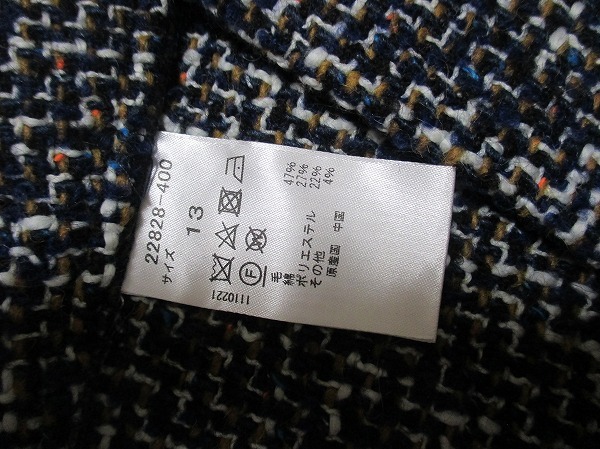 22828-400
サイズ 13
F W
毛 47%
綿 27%
ポリエステル 22%
その他 4%
原産国 中国
1110221